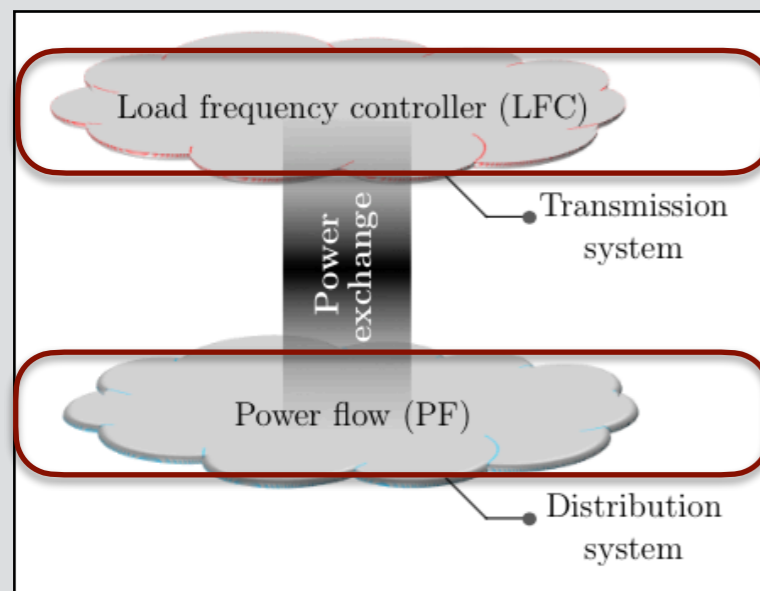 Load frequency controller (LFC)
Transmission
system
Power
exchange
Power flow (PF)
Distribution
system